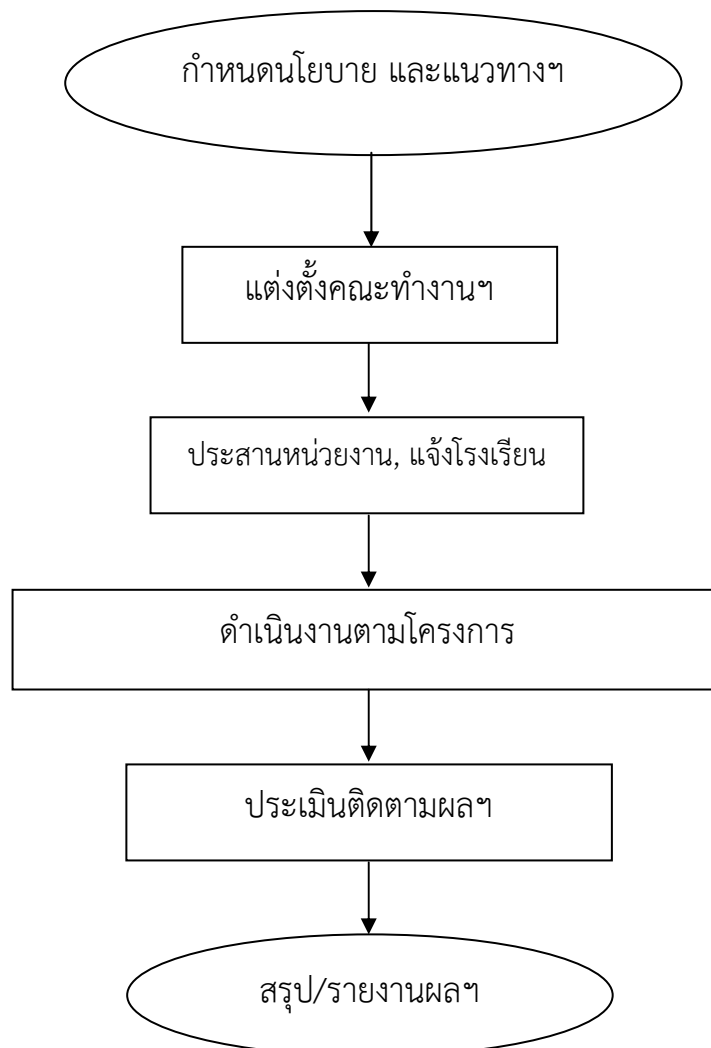 กำหนดนโยบาย และแนวทางฯ
แต่งตั้งคณะทำงานฯ
ประสานหน่วยงาน, แจ้งโรงเรียน
ดำเนินงานตามโครงการ
ประเมินติดตามผลฯ
สรุป/รายงานผลฯ